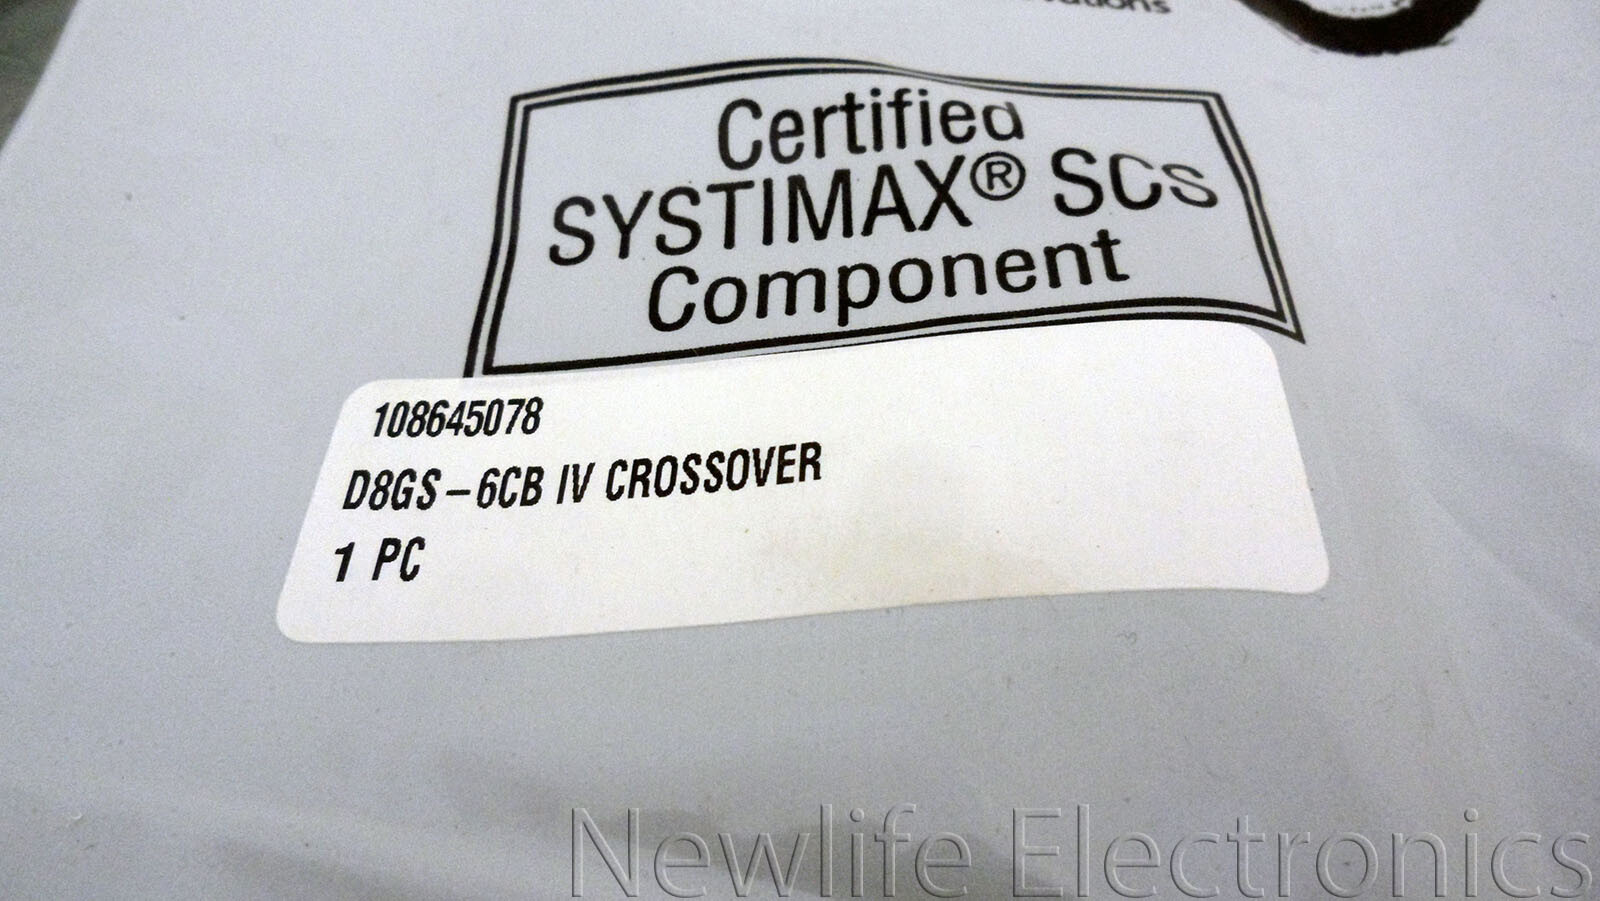 Certified
SYSTIMAX® SCS
Component
108645078
D8GS-6CB IV CROSSOVER
1 PC
Newlife Electronics